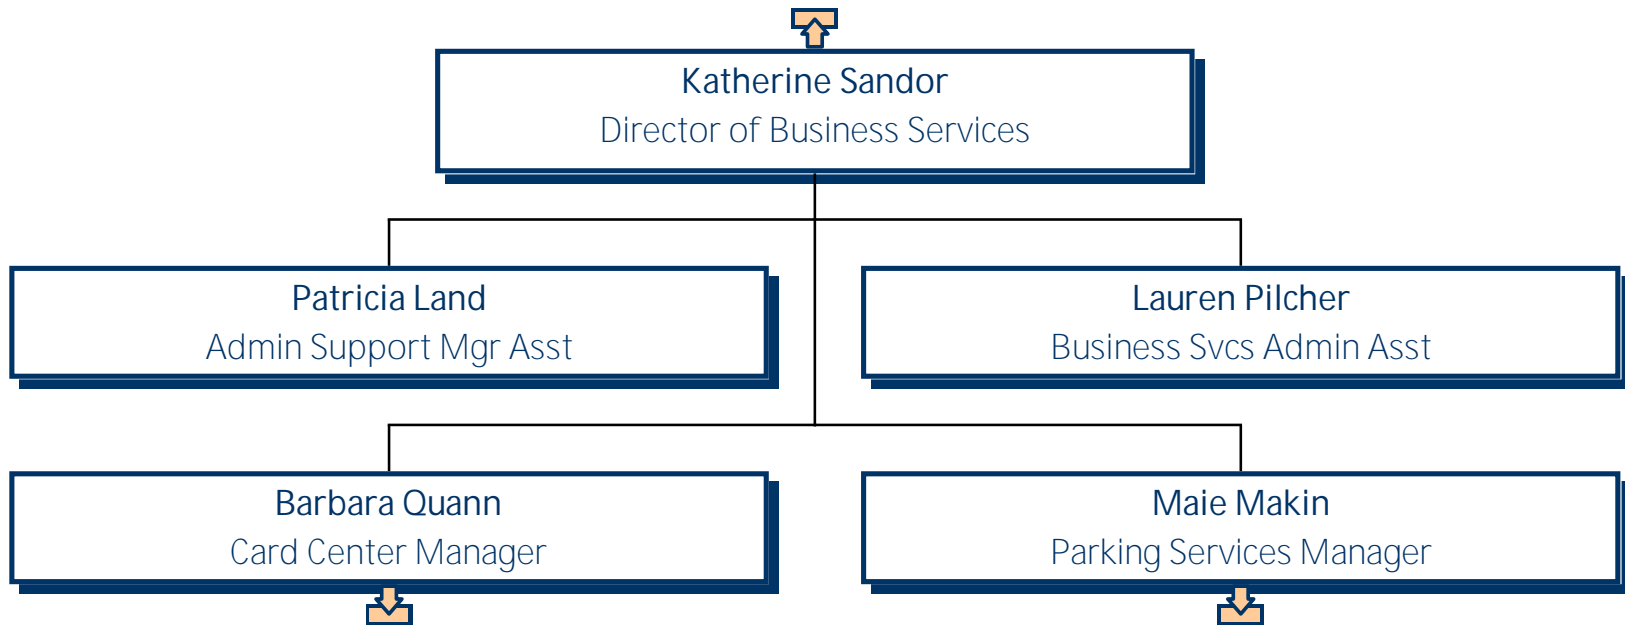 Katherine Sandor
Director of Business Services
Patricia Land
Admin Support Mgr Asst
Lauren Pilcher
Business Svcs Admin Asst
Barbara Quann
Card Center Manager
Maie Makin
Parking Services Manager